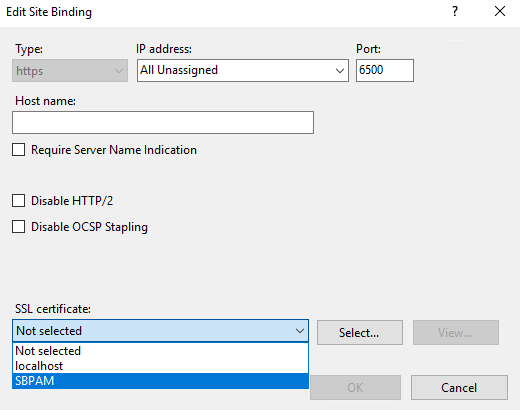 Edit Site Binding
?
Type: IP address: Port:
https All Unassigned 6500
Host name:
Require Server Name Indication
Disable HTTP/2
Disable OCSP Stapling
SSL certificate:
Not selected Select... View...
Not selected
localhost
SBPAM
OK Cancel